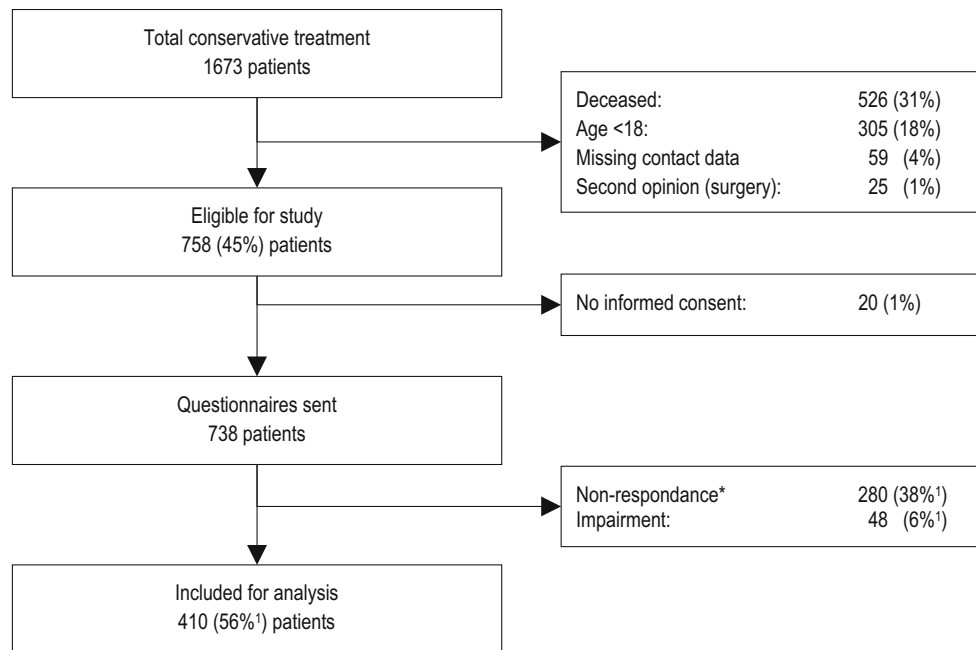 Total conservative treatment
1673 patients
Deceased: 526 (31%)
Age <18: 305 (18%)
Missing contact data 59 (4%)
Second opinion (surgery): 25 (1%)
Eligible for study
758 (45%) patients
No informed consent: 20 (1%)
Questionnaires sent
738 patients
Non-respondance* 280 (38%¹)
Impairment: 48 (6%¹)
Included for analysis
410 (56%¹) patients